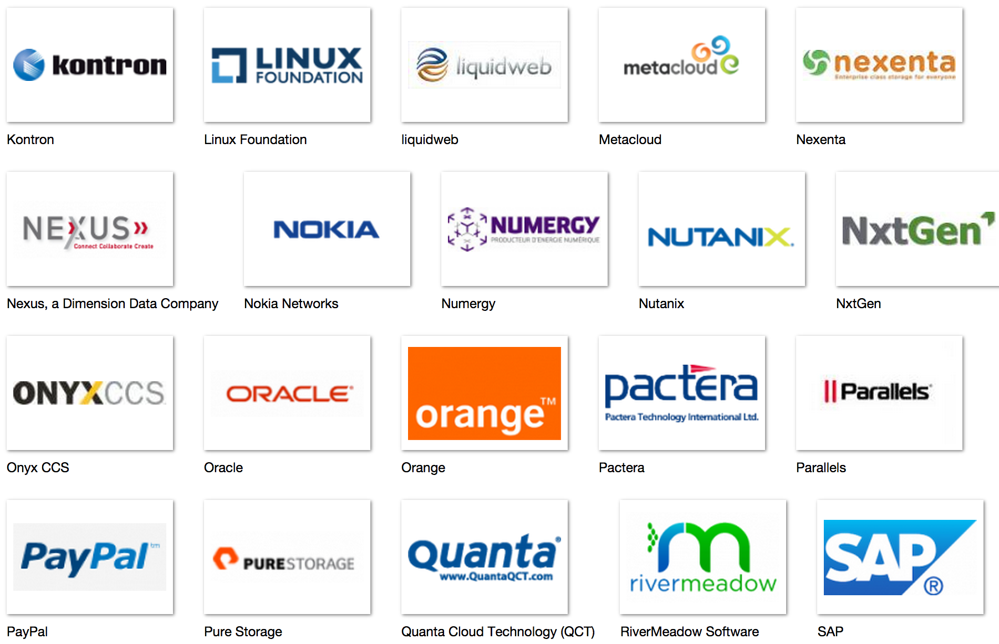 kontron
LINUX
FOUNDATION
liquidweb
metacloud
nexenta
Enterprise class storage for everyone
Kontron
Linux Foundation
liquidweb
Metacloud
Nexenta
NEXUS»
Connect Collaborate Create
NOKIA
NUMERGY
PRODUCTEUR D'ENERGIE NUMÉRIQUE
NUTANIX.
NxtGen
Nexus, a Dimension Data Company
Nokia Networks
Numergy
Nutanix
NxtGen
ONYXCCS
ORACLE®
orange™
pactera
Pactera Technology International Ltd.
Parallels®
Onyx CCS
Oracle
Orange
Pactera
Parallels
PayPal™
PURESTORAGE
Quanta®
www.QuantaQCT.com
rm
rivermeadow
SAP®
PayPal
Pure Storage
Quanta Cloud Technology (QCT)
RiverMeadow Software
SAP